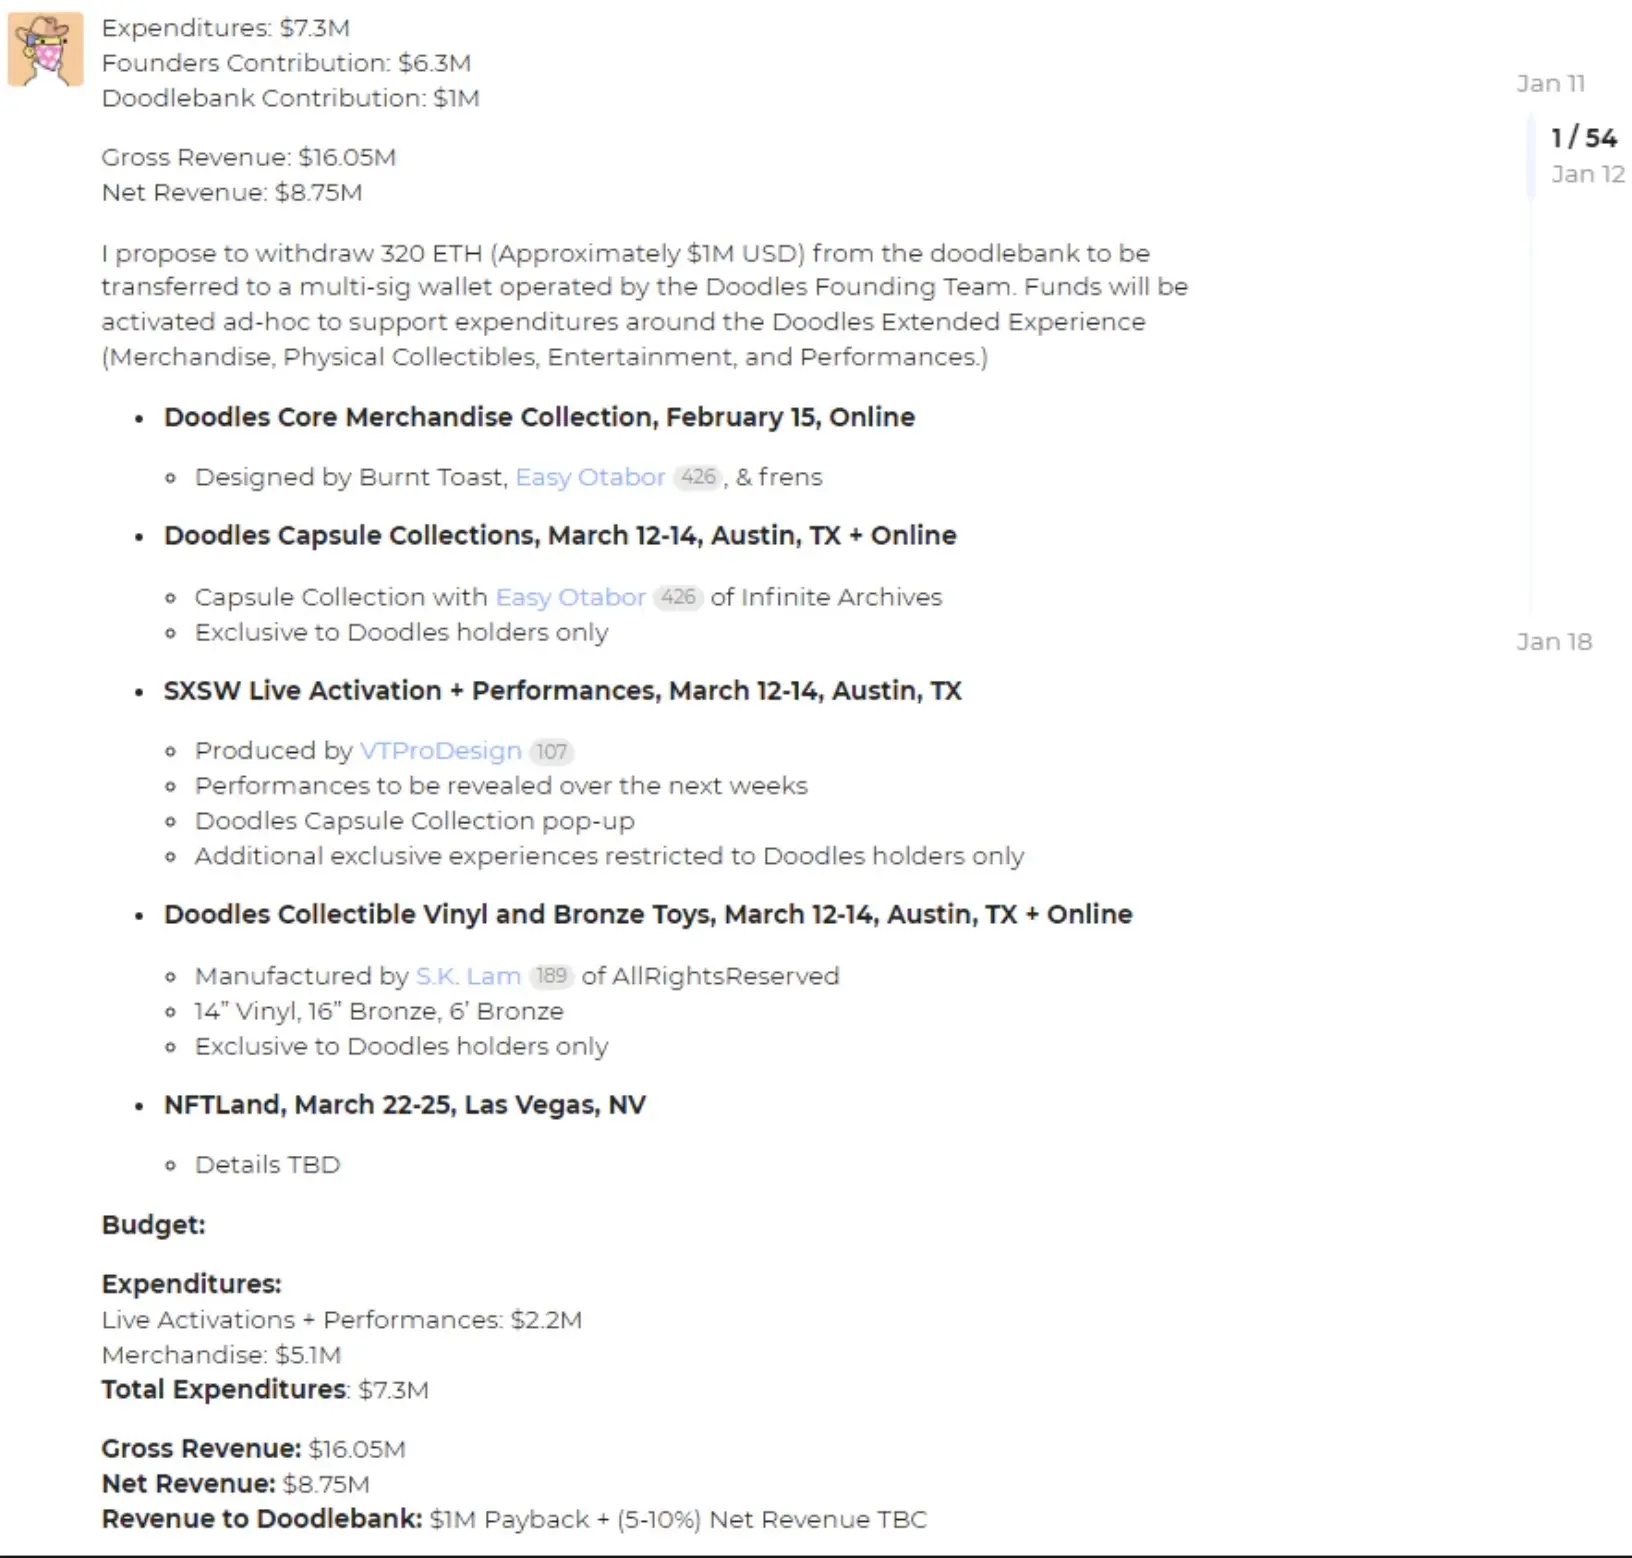 Expenditures: $7.3M
Founders Contribution: $6.3M
Doodlebank Contribution: $1M
Jan 11
1 / 54
Jan 12
Gross Revenue: $16.05M
Net Revenue: $8.75M
I propose to withdraw 320 ETH (Approximately $1M USD) from the doodlebank to be
transferred to a multi-sig wallet operated by the Doodles Founding Team. Funds will be
activated ad-hoc to support expenditures around the Doodles Extended Experience
(Merchandise, Physical Collectibles, Entertainment, and Performances.)
• Doodles Core Merchandise Collection, February 15, Online
◦ Designed by Burnt Toast, Easy Otabor 426 , & frens
• Doodles Capsule Collections, March 12-14, Austin, TX + Online
◦ Capsule Collection with Easy Otabor 426 of Infinite Archives
◦ Exclusive to Doodles holders only
Jan 18
• SXSW Live Activation + Performances, March 12-14, Austin, TX
◦ Produced by VTProDesign 107
◦ Performances to be revealed over the next weeks
◦ Doodles Capsule Collection pop-up
◦ Additional exclusive experiences restricted to Doodles holders only
• Doodles Collectible Vinyl and Bronze Toys, March 12-14, Austin, TX + Online
◦ Manufactured by S.K. Lam 189 of AllRightsReserved
◦ 14” Vinyl, 16” Bronze, 6’ Bronze
◦ Exclusive to Doodles holders only
• NFTLand, March 22-25, Las Vegas, NV
◦ Details TBD
Budget:
Expenditures:
Live Activations + Performances: $2.2M
Merchandise: $5.1M
Total Expenditures: $7.3M
Gross Revenue: $16.05M
Net Revenue: $8.75M
Revenue to Doodlebank: $1M Payback + (5-10%) Net Revenue TBC